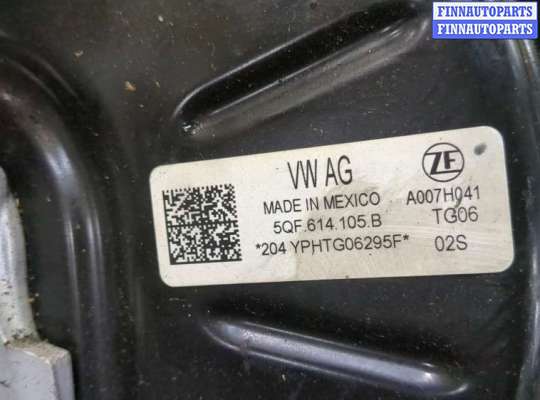 FINNAUTOPARTS
FINNAUTOPARTS
VW AG
ZF
MADE IN MEXICO
A007H041
5QF.614.105.B
TG06
*204 YPHTG06295F*
02S